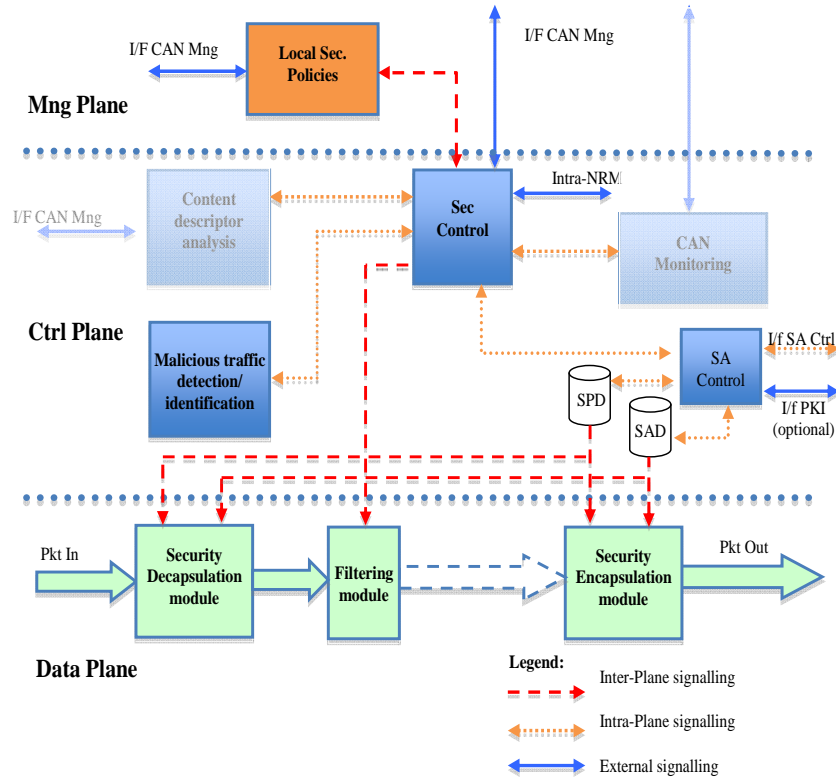 I/F CAN Mng
Local Sec.
Policies
I/F CAN Mng
Mng Plane
Intra-NRM
Content
descriptor
analysis
I/F CAN Mng
Sec
Control
CAN
Monitoring
Ctrl Plane
Malicious traffic
detection/
identification
SPD
SAD
SA
Control
I/f SA Ctrl
I/f PKI
(optional)
Pkt In
Security
Decapsulation
module
Filtering
module
Security
Encapsulation
module
Pkt Out
Data Plane
Legend:
Inter-Plane signalling
Intra-Plane signalling
External signalling